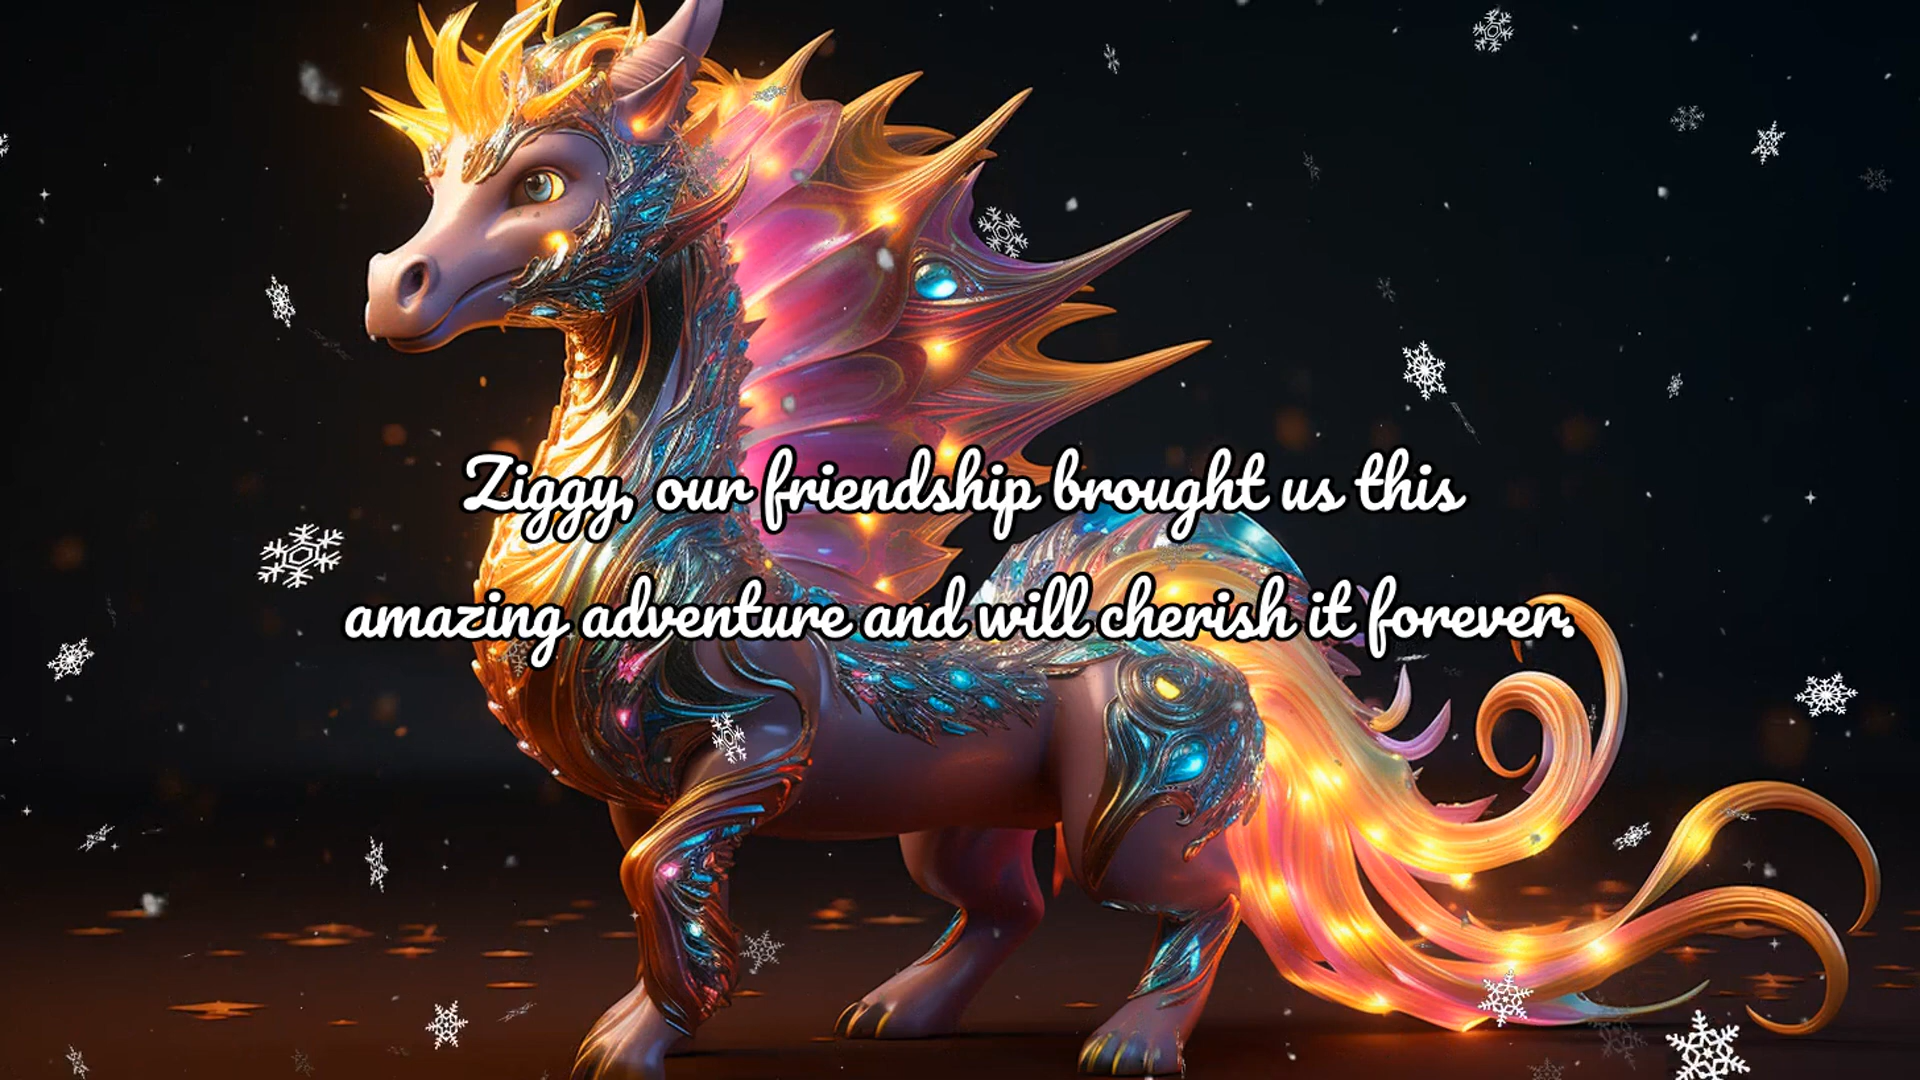 Ziggy, our friendship brought us this
amazing adventure and will cherish it forever.